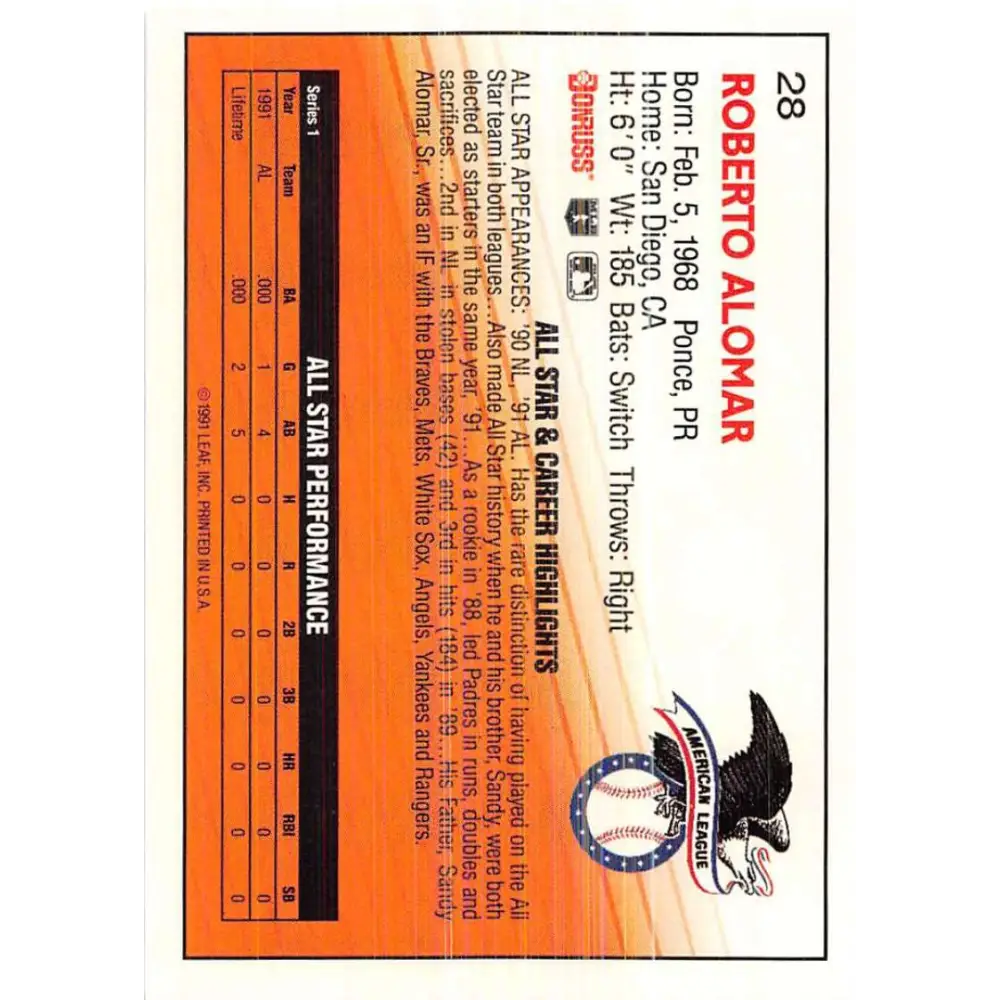 28
ROBERTO ALOMAR
Born: Feb. 5, 1968 Ponce, PR
Home: San Diego, CA
Ht: 6'0" Wt: 185 Bats: Switch Throws: Right
DONRUSS®
AMERICAN LEAGUE
ALL STAR & CAREER HIGHLIGHTS
ALL STAR APPEARANCES: '90 NL, '91 AL. Has the rare distinction of having played on the All
Star team in both leagues...Also made All Star history when he and his brother, Sandy, were both
elected as starters in the same year, '91...As a rookie in '88, led Padres in runs, doubles and
sacrifices...2nd in NL in stolen bases (42) and 3rd in hits (184) in '89...His Father, Sandy
Alomar, Sr., was an IF with the Braves, Mets, White Sox, Angels, Yankees and Rangers.
Series 1 ALL STAR PERFORMANCE
Year Team BA G AB H R 2B 3B HR RBI SB
1991 AL .000 1 4 0 0 0 0 0 0 0
Lifetime .000 2 5 0 0 0 0 0 0 0
© 1991 LEAF, INC. PRINTED IN U.S.A.